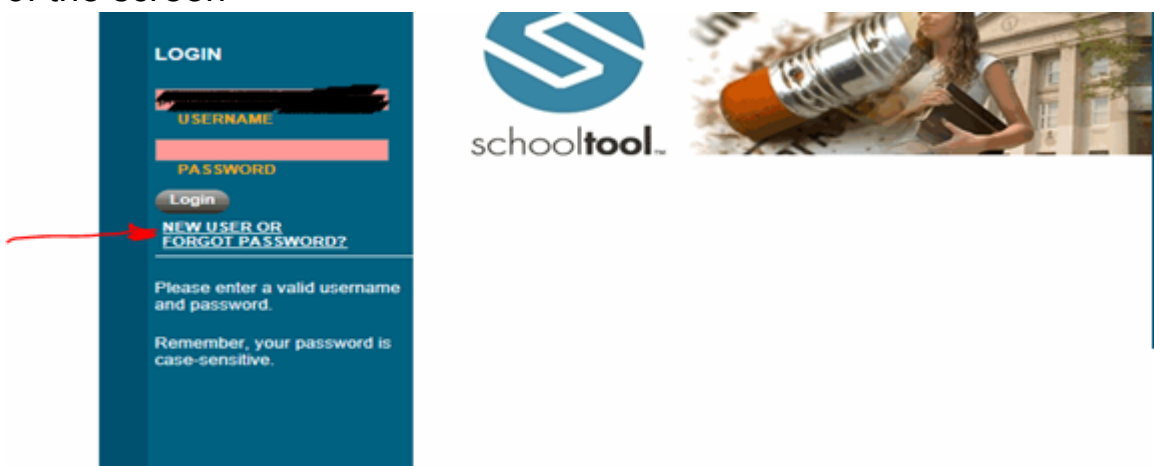 of the screen
LOGIN
USERNAME
PASSWORD
Login
NEW USER OR
FORGOT PASSWORD?
Please enter a valid username
and password.
Remember, your password is
case-sensitive.
schooltool™